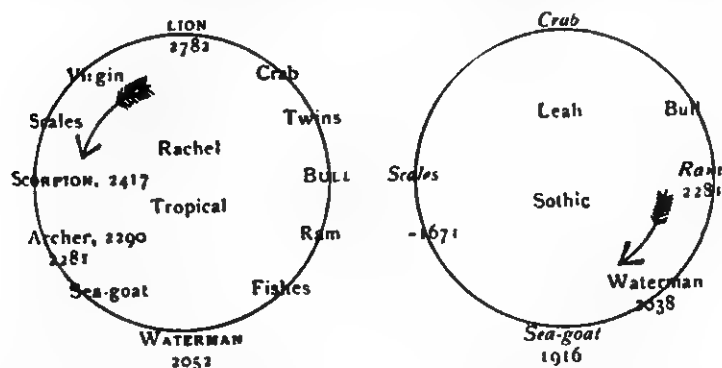 LION
2782
Virgin
Crab
Scales
Twins
Rachel
SCORPION, 2417
BULL
Tropical
Archer, 2290
2281
Ram
Sea-goat
Fishes
WATERMAN
2052
Crab
Leah
Bull
Scales
Ram
2281
Sothic
-1671
Waterman
2038
Sea-goat
1916